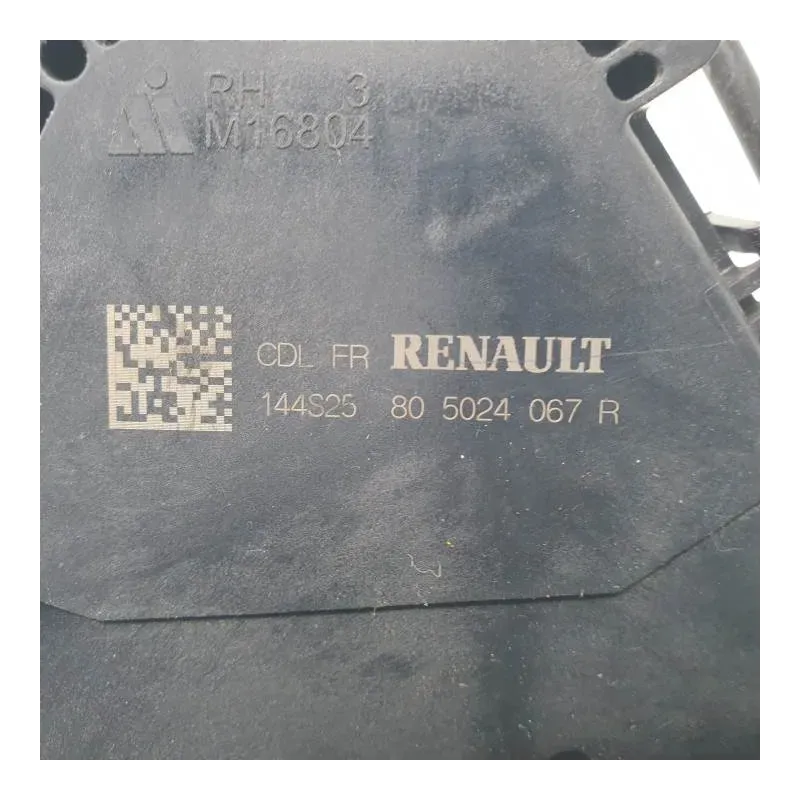 RH 3
M16804
CDL FR RENAULT
144S25 80 5024 067 R